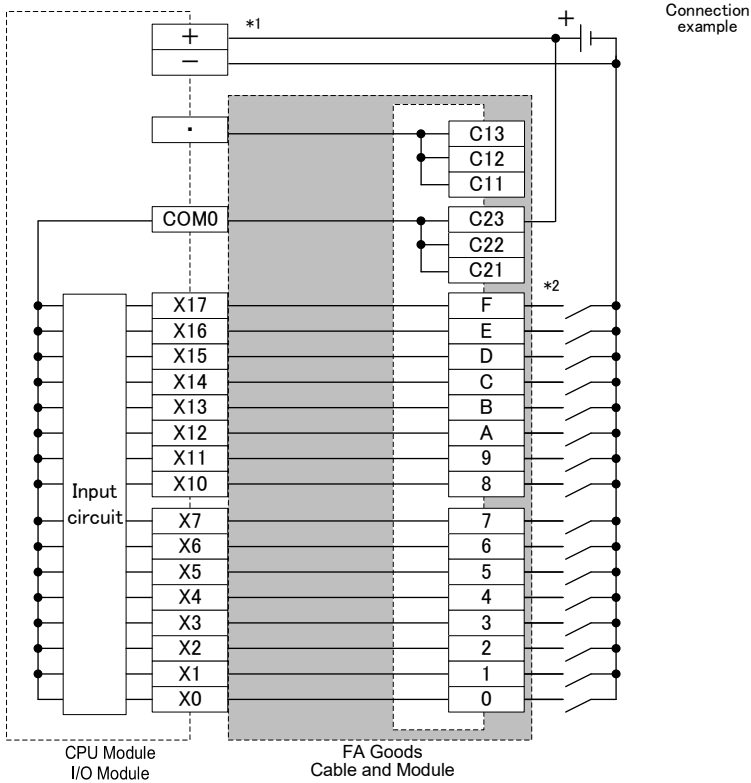 Connection
example
+
*1
+
−
.
C13
C12
C11
COM0
C23
C22
C21
*2
X17
F
X16
E
X15
D
X14
C
X13
B
X12
A
X11
9
X10
8
Input
circuit
X7
7
X6
6
X5
5
X4
4
X3
3
X2
2
X1
1
X0
0
CPU Module
I/O Module
FA Goods
Cable and Module